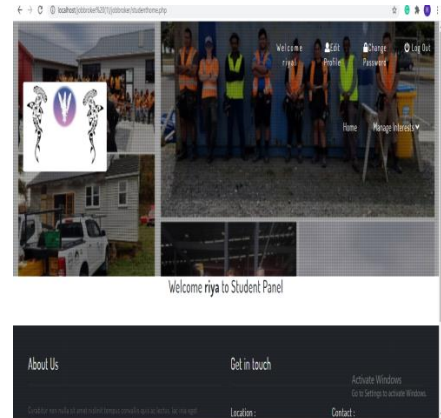 localhost/jobbroker%20(1)/jobbroker/studenthome.php
Welcome riya!
Edit Profile
Change Password
Log Out
Home
Manage Interests
Welcome riya to Student Panel
About Us
Get in touch
Activate Windows
Go to Settings to activate Windows.
Location :
Contact :